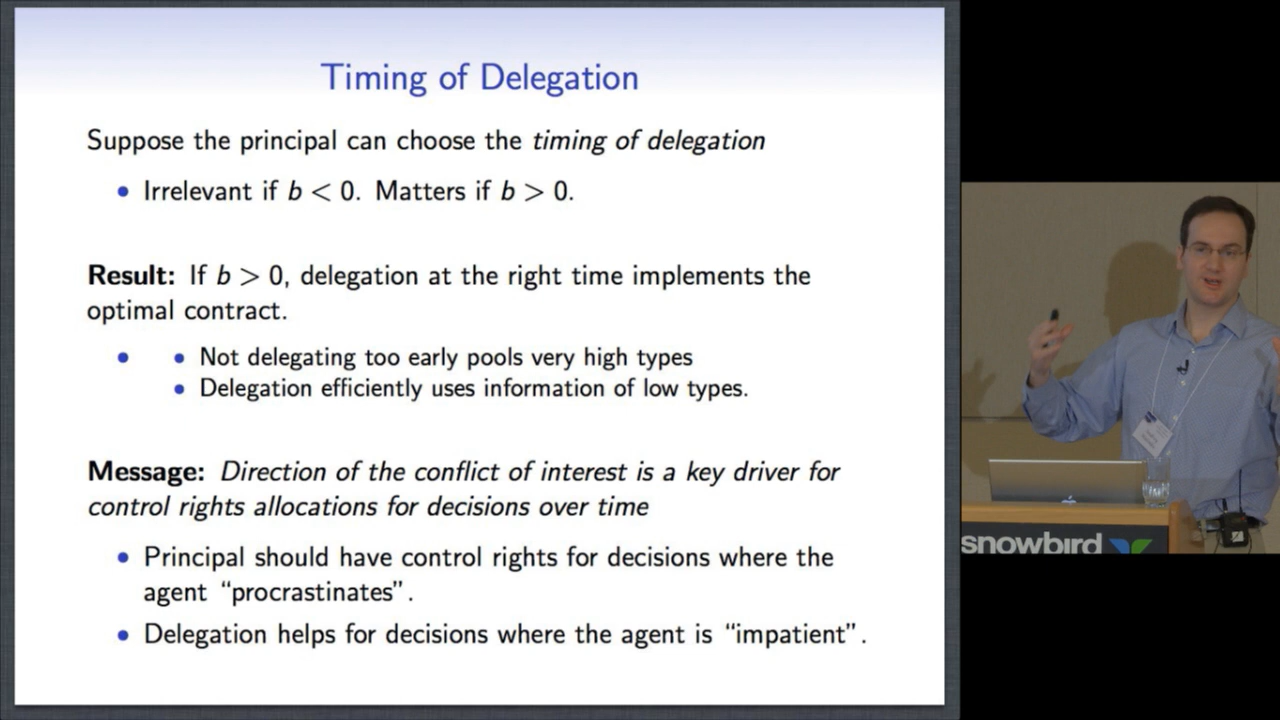 Timing of Delegation
Suppose the principal can choose the timing of delegation
• Irrelevant if b < 0. Matters if b > 0.
Result: If b > 0, delegation at the right time implements the
optimal contract.
• • Not delegating too early pools very high types
• Delegation efficiently uses information of low types.
Message: Direction of the conflict of interest is a key driver for
control rights allocations for decisions over time
• Principal should have control rights for decisions where the
agent “procrastinates”.
• Delegation helps for decisions where the agent is “impatient”.
snowbird